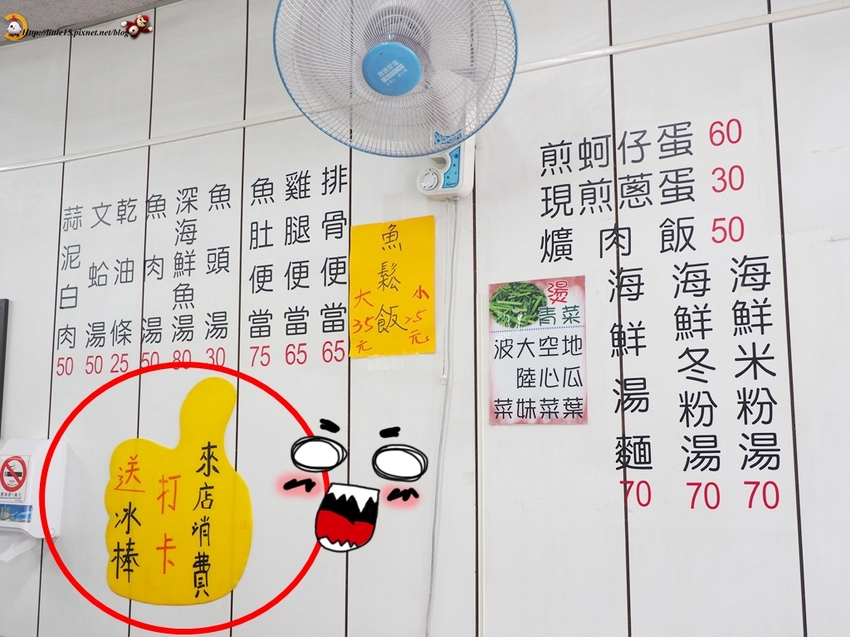 Http://little15.pixnet.net/blog
排骨便當 65
雞腿便當 65
魚肚便當 75
魚頭湯 30
深海鮮魚湯 80
魚肉湯 50
乾油條 25
文蛤湯 50
蒜泥白肉 50
魚鬆飯
小25元
大35元
煎蚵仔蛋 60
現煎蔥蛋 30
爌肉飯 50
海鮮米粉湯 70
海鮮冬粉湯 70
海鮮湯麵 70
燙青菜
地瓜葉
空心菜
大陸妹
波菜
來店消費
打卡
送冰棒